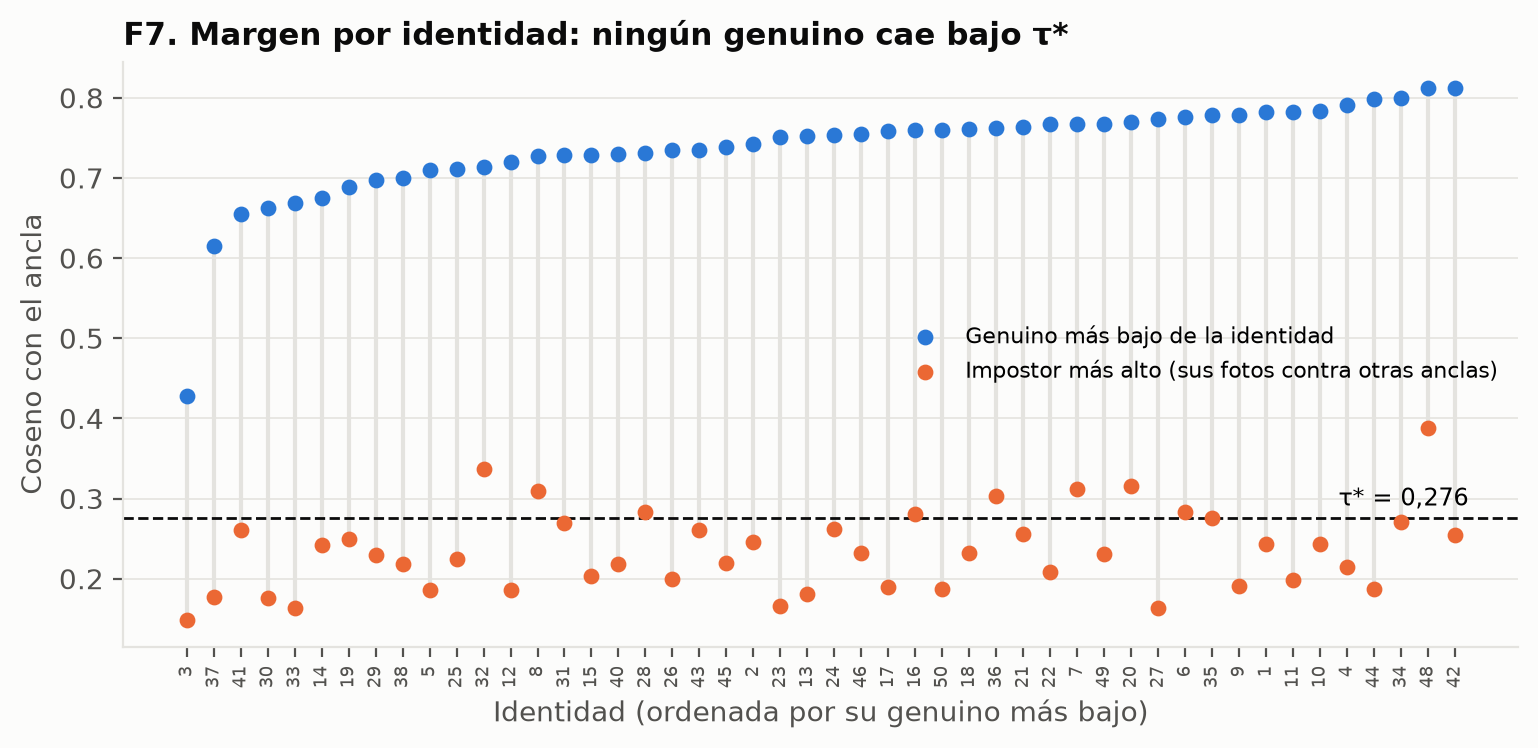 F7. Margen por identidad: ningún genuino cae bajo τ*
Coseno con el ancla
0.8
0.7
0.6
0.5
0.4
0.3
0.2
Genuino más bajo de la identidad
Impostor más alto (sus fotos contra otras anclas)
τ* = 0,276
3 37 41 30 33 14 19 29 38 5 25 32 12 8 31 15 40 28 26 43 45 2 23 13 24 46 17 16 50 18 36 21 22 7 49 20 27 6 35 9 1 11 10 4 44 34 48 42
Identidad (ordenada por su genuino más bajo)